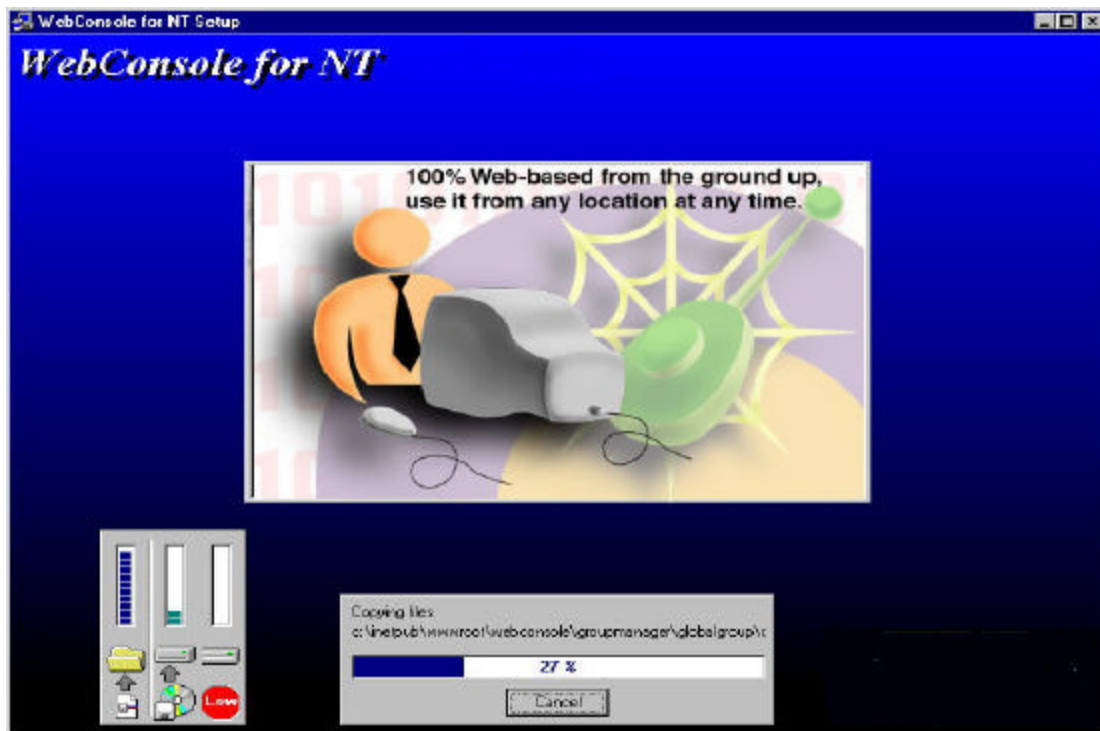 WebConsole for NT Setup
WebConsole for NT
100% Web-based from the ground up,
use it from any location at any time.
Copying files
c:\inetpub\wwwroot\webconsole\groupmanager\globalgroup\
27 %
Cancel
Low